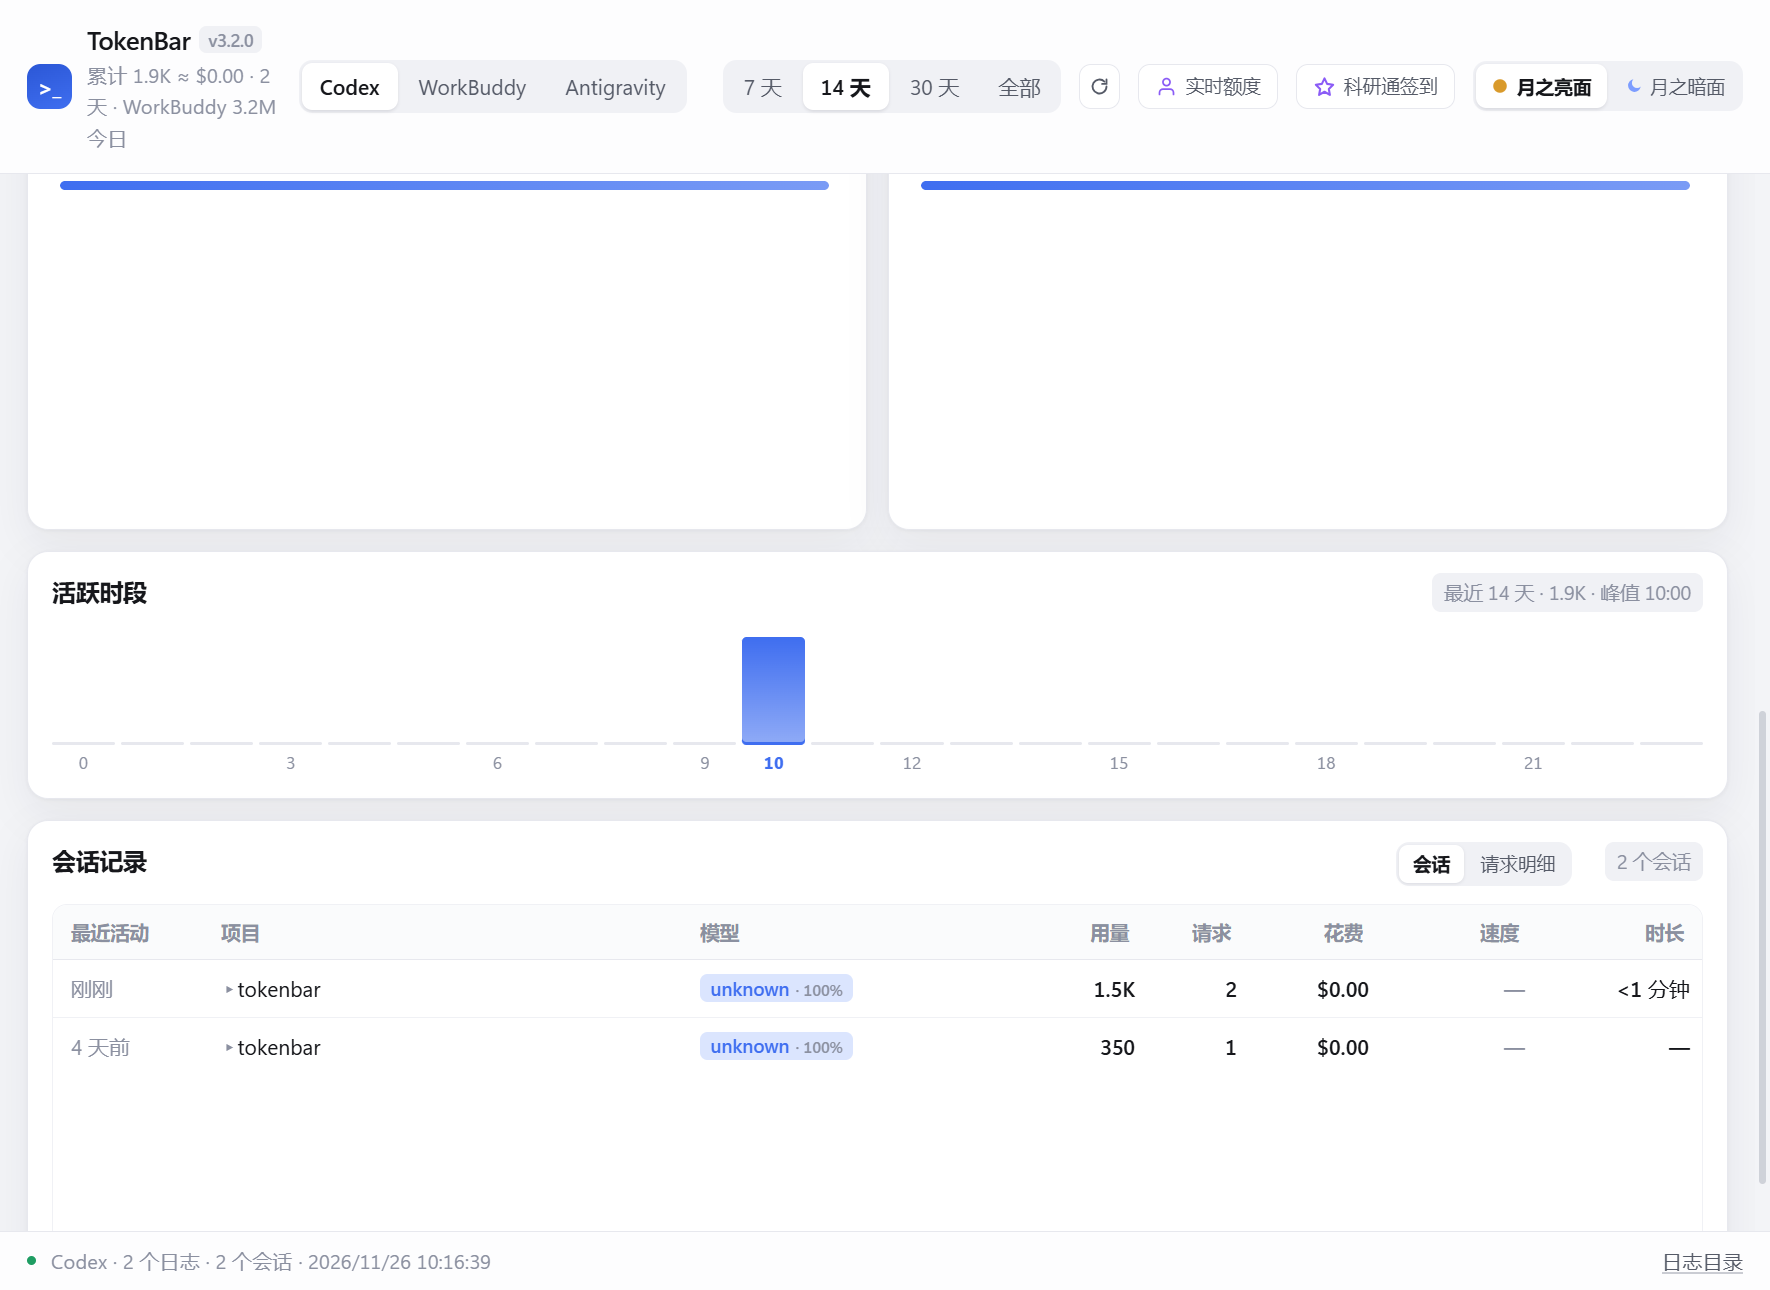 TokenBar v3.2.0
累计 1.9K ≈ $0.00 · 2
天 · WorkBuddy 3.2M
今日
>_
Codex WorkBuddy Antigravity
7 天 14 天 30 天 全部
实时额度
科研通签到
月之亮面 月之暗面
活跃时段
最近 14 天 · 1.9K · 峰值 10:00
0 3 6 9 10 12 15 18 21
会话记录
会话 请求明细
2 个会话
最近活动 项目 模型 用量 请求 花费 速度 时长
刚刚 ▸ tokenbar unknown · 100% 1.5K 2 $0.00 — <1 分钟
4 天前 ▸ tokenbar unknown · 100% 350 1 $0.00 — —
Codex · 2 个日志 · 2 个会话 · 2026/11/26 10:16:39
日志目录